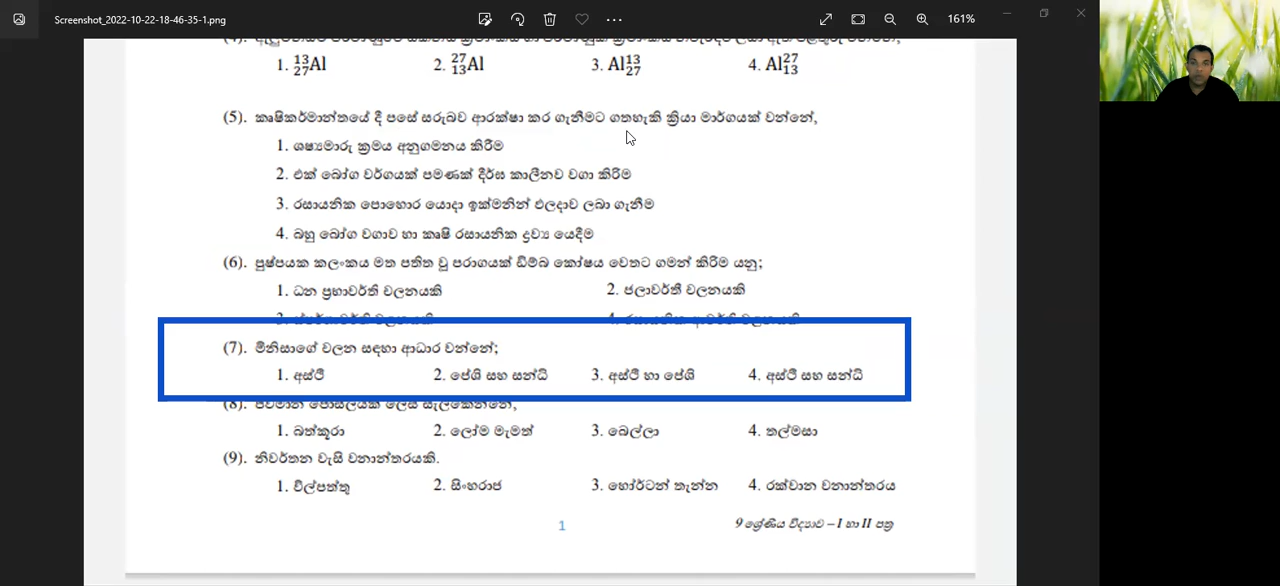 Screenshot_2022-10-22-18-46-35-1.png
161%
1. ¹³₂₇Al 2. ²⁷₁₃Al 3. Al¹³₂₇ 4. Al²⁷₁₃
(5). කෘෂිකර්මාන්තයේ දී පසේ සරුබව ආරක්ෂා කර ගැනීමට ගතහැකි ක්‍රියා මාර්ගයක් වන්නේ,
1. ශෂ්‍යමාරු ක්‍රමය අනුගමනය කිරීම
2. එක් බෝග වර්ගයක් පමණක් දීර්ඝ කාලීනව වගා කිරීම
3. රසායනික පොහොර යොදා ඉක්මනින් ඵලදාව ලබා ගැනීම
4. බහු බෝග වගාව හා කෘෂි රසායනික ද්‍රව්‍ය යෙදීම
(6). පුෂ්පයක කලංකය මත පතිත වු පරාගයක් ඩිම්බ කෝෂය වෙතට ගමන් කිරීම යනු;
1. ධන ප්‍රභාවර්ති චලනයකි 2. ජලාවර්තී චලනයකි
(7). මිනිසාගේ චලන සඳහා ආධාර වන්නේ;
1. අස්ථි 2. පේශි සහ සන්ධි 3. අස්ථි හා පේශි 4. අස්ථි සහ සන්ධි
(8).
1. බත්කූරා 2. ලෝම මැමත් 3. බෙල්ලා 4. තල්මසා
(9). නිවර්තන වැසි වනාන්තරයකි.
1. විල්පත්තු 2. සිංහරාජ 3. හෝර්ටන් තැන්න 4. රක්වාන වනාන්තරය
1 9 ශ්‍රේණිය විද්‍යාව – I හා II පත්‍ර